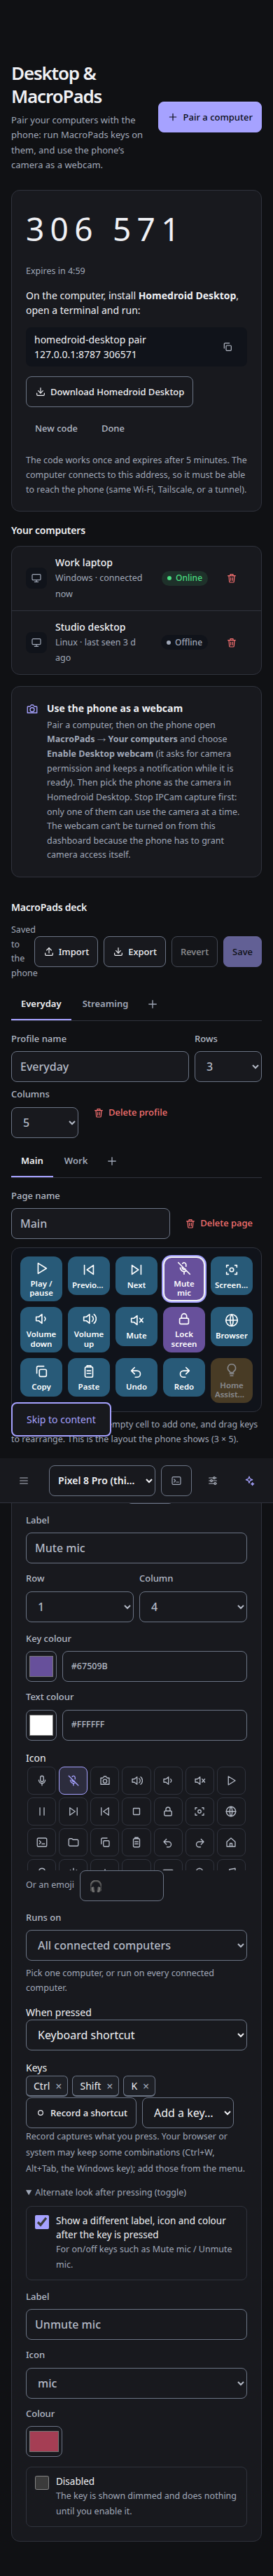 Desktop &
MacroPads
Pair your computers with the
phone: run MacroPads keys on
them, and use the phone's
camera as a webcam.
Pair a computer
306 571
Expires in 4:59
On the computer, install Homedroid Desktop,
open a terminal and run:
homedroid-desktop pair
127.0.0.1:8787 306571
Download Homedroid Desktop
New code
Done
The code works once and expires after 5 minutes. The
computer connects to this address, so it must be able
to reach the phone (same Wi-Fi, Tailscale, or a tunnel).
Your computers
Work laptop
Windows · connected
now
Online
Studio desktop
Linux · last seen 3 d
ago
Offline
Use the phone as a webcam
Pair a computer, then on the phone open
MacroPads → Your computers and choose
Enable Desktop webcam (it asks for camera
permission and keeps a notification while it is
ready). Then pick the phone as the camera in
Homedroid Desktop. Stop IPCam capture first:
only one of them can use the camera at a time.
The webcam can't be turned on from this
dashboard because the phone has to grant
camera access itself.
MacroPads deck
Saved
to
the
phone
Import
Export
Revert
Save
Everyday
Streaming
Profile name
Rows
Everyday
3
Columns
5
Delete profile
Main
Work
Page name
Main
Delete page
Play /
pause
Previo...
Next
Mute
mic
Screen...
Volume
down
Volume
up
Mute
Lock
screen
Browser
Copy
Paste
Undo
Redo
Home
Assist...
Skip to content
mpty cell to add one, and drag keys
to rearrange. This is the layout the phone shows (3 × 5).
Pixel 8 Pro (thi...
Label
Mute mic
Row
Column
1
4
Key colour
#67509B
Text colour
#FFFFFF
Icon
Or an emoji
Runs on
All connected computers
Pick one computer, or run on every connected
computer.
When pressed
Keyboard shortcut
Keys
Ctrl ×
Shift ×
K ×
Record a shortcut
Add a key...
Record captures what you press. Your browser or
system may keep some combinations (Ctrl+W,
Alt+Tab, the Windows key); add those from the menu.
▼ Alternate look after pressing (toggle)
Show a different label, icon and colour
after the key is pressed
For on/off keys such as Mute mic / Unmute
mic.
Label
Unmute mic
Icon
mic
Colour
Disabled
The key is shown dimmed and does nothing
until you enable it.